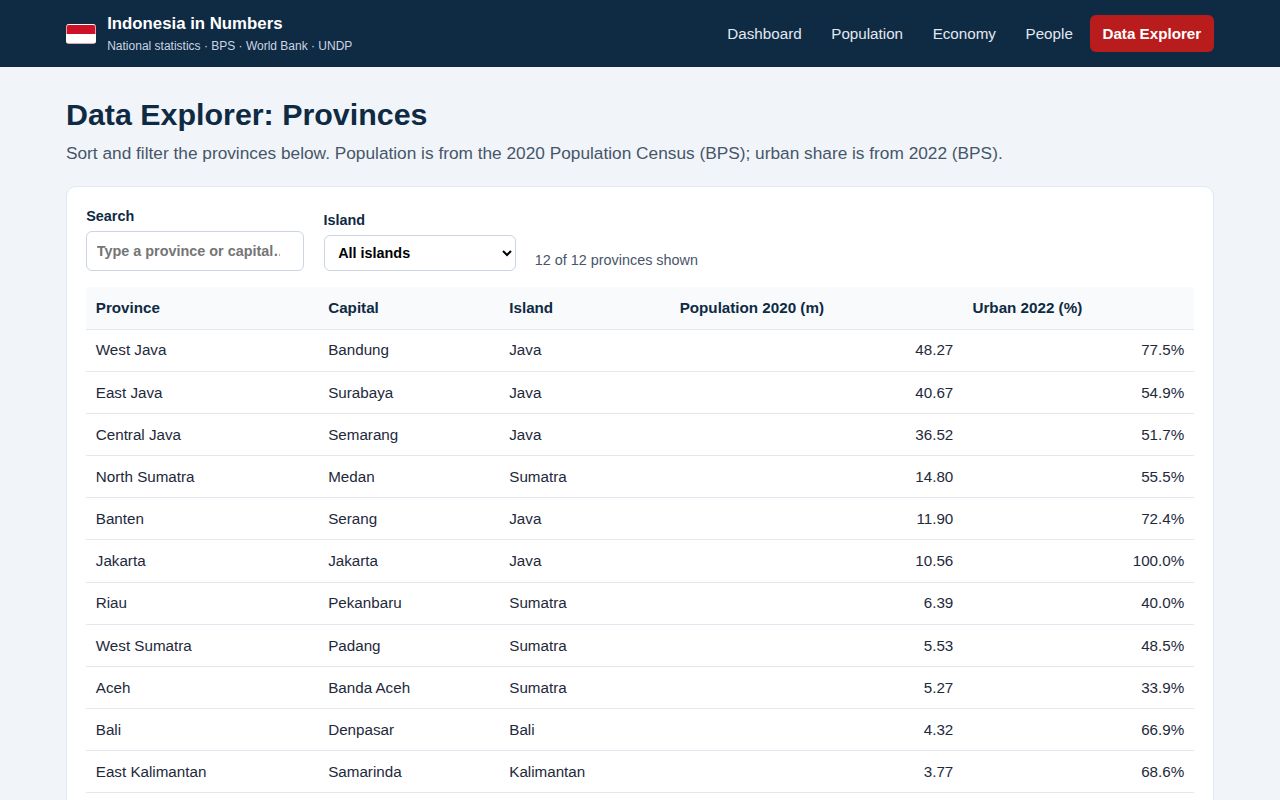 Indonesia in Numbers
National statistics · BPS · World Bank · UNDP
Dashboard Population Economy People Data Explorer
Data Explorer: Provinces
Sort and filter the provinces below. Population is from the 2020 Population Census (BPS); urban share is from 2022 (BPS).
Search
Type a province or capital..
Island
All islands
12 of 12 provinces shown
Province Capital Island Population 2020 (m) Urban 2022 (%)
West Java Bandung Java 48.27 77.5%
East Java Surabaya Java 40.67 54.9%
Central Java Semarang Java 36.52 51.7%
North Sumatra Medan Sumatra 14.80 55.5%
Banten Serang Java 11.90 72.4%
Jakarta Jakarta Java 10.56 100.0%
Riau Pekanbaru Sumatra 6.39 40.0%
West Sumatra Padang Sumatra 5.53 48.5%
Aceh Banda Aceh Sumatra 5.27 33.9%
Bali Denpasar Bali 4.32 66.9%
East Kalimantan Samarinda Kalimantan 3.77 68.6%